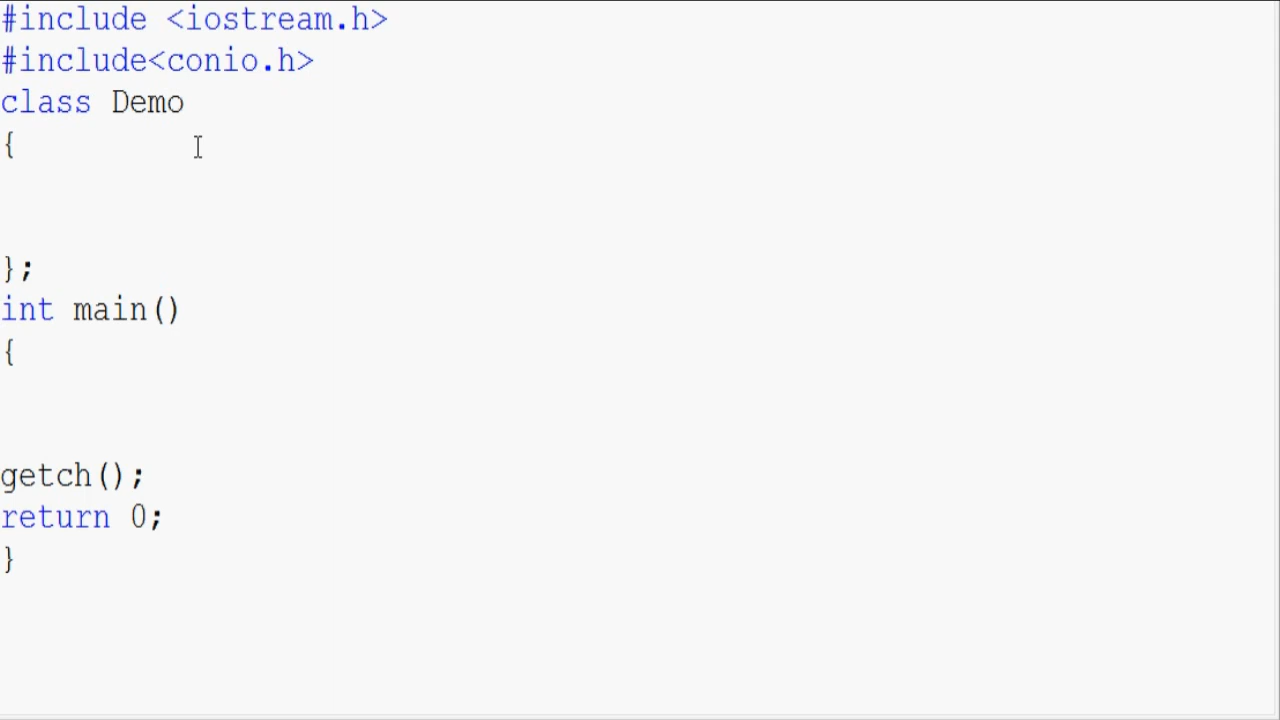 #include <iostream.h>
#include<conio.h>
class Demo
{
};
int main()
{
getch();
return 0;
}